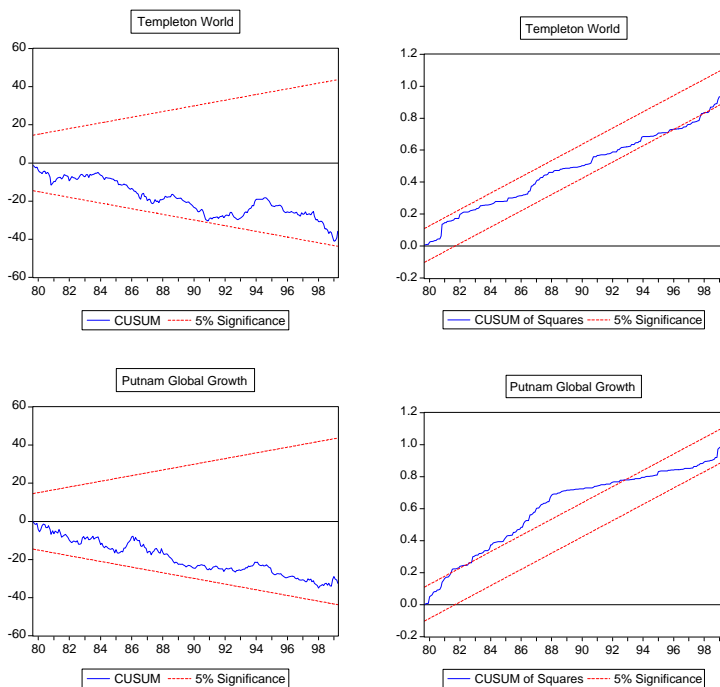 Templeton World
60
40
20
0
-20
-40
-60
80 82 84 86 88 90 92 94 96 98
CUSUM 5% Significance
Templeton World
1.2
1.0
0.8
0.6
0.4
0.2
0.0
-0.2
80 82 84 86 88 90 92 94 96 98
CUSUM of Squares 5% Significance
Putnam Global Growth
60
40
20
0
-20
-40
-60
80 82 84 86 88 90 92 94 96 98
CUSUM 5% Significance
Putnam Global Growth
1.2
1.0
0.8
0.6
0.4
0.2
0.0
-0.2
80 82 84 86 88 90 92 94 96 98
CUSUM of Squares 5% Significance